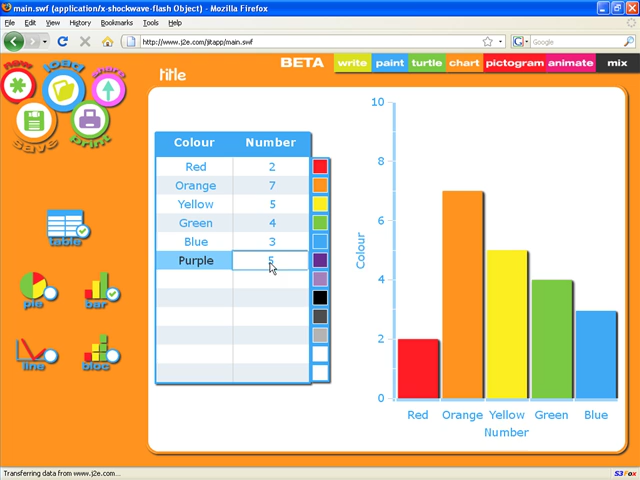 main.swf (application/x-shockwave-flash Object) - Mozilla Firefox
File Edit View History Bookmarks Tools Help
http://www.j2e.com/jitapp/main.swf
Google
new
load
share
save
print
title
BETA
write paint turtle chart pictogram animate mix
Colour Number
Red 2
Orange 7
Yellow 5
Green 4
Blue 3
Purple 5
table
pie
bar
line
bloc
10
8
6
4
2
0
Colour
Red Orange Yellow Green Blue
Number
Transferring data from www.j2e.com...
S3Fox